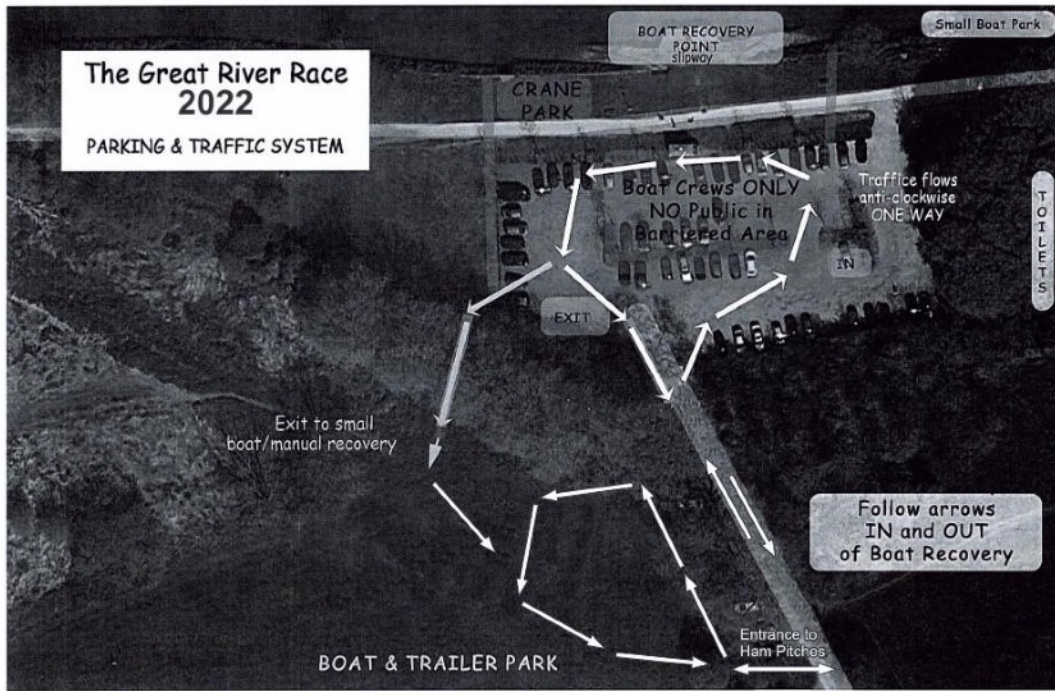 The Great River Race
2022
PARKING & TRAFFIC SYSTEM
BOAT RECOVERY
POINT
slipway
Small Boat Park
CRANE
PARK
Boat Crews ONLY
NO Public in
Barriered Area
Traffice flows
anti-clockwise
ONE WAY
TOILETS
IN
EXIT
Exit to small
boat/manual recovery
Follow arrows
IN and OUT
of Boat Recovery
Entrance to
Ham Pitches
BOAT & TRAILER PARK